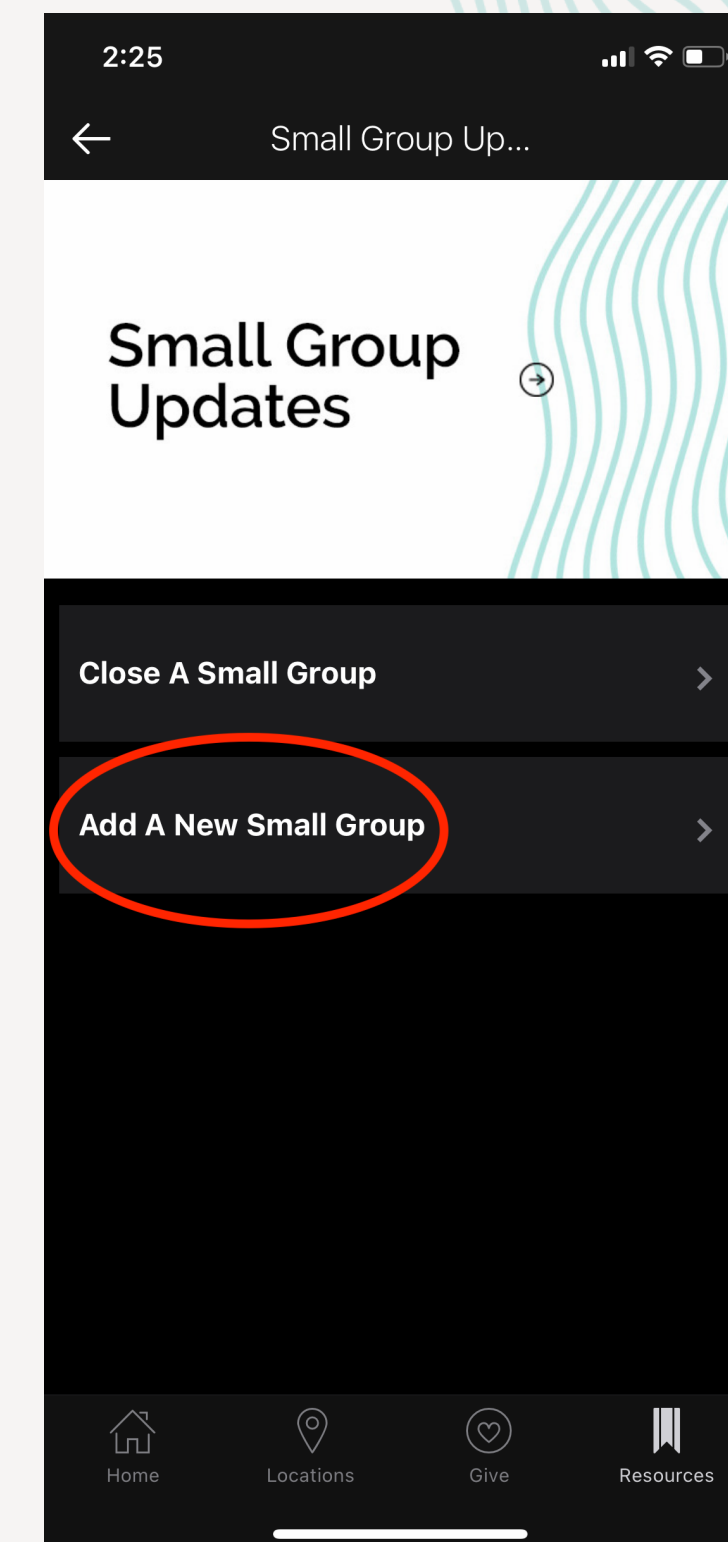 2:25
Small Group Up...
Small Group
Updates
Close A Small Group
Add A New Small Group
Home
Locations
Give
Resources